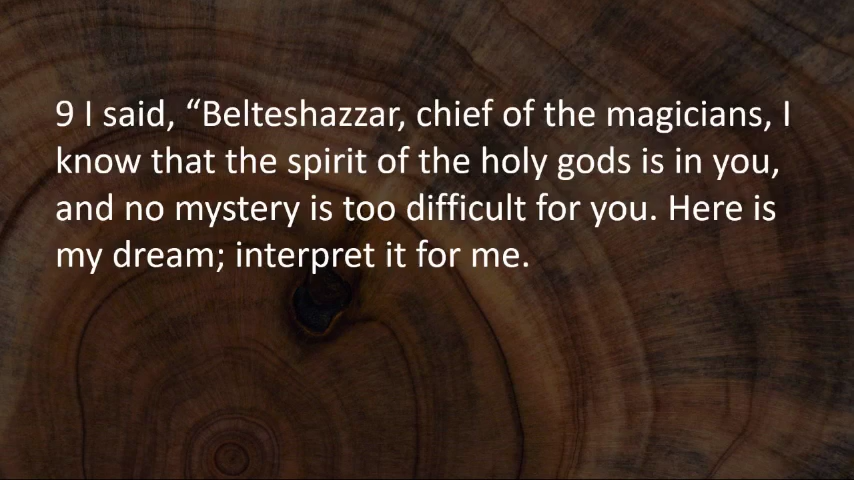 9 I said, “Belteshazzar, chief of the magicians, I
know that the spirit of the holy gods is in you,
and no mystery is too difficult for you. Here is
my dream; interpret it for me.